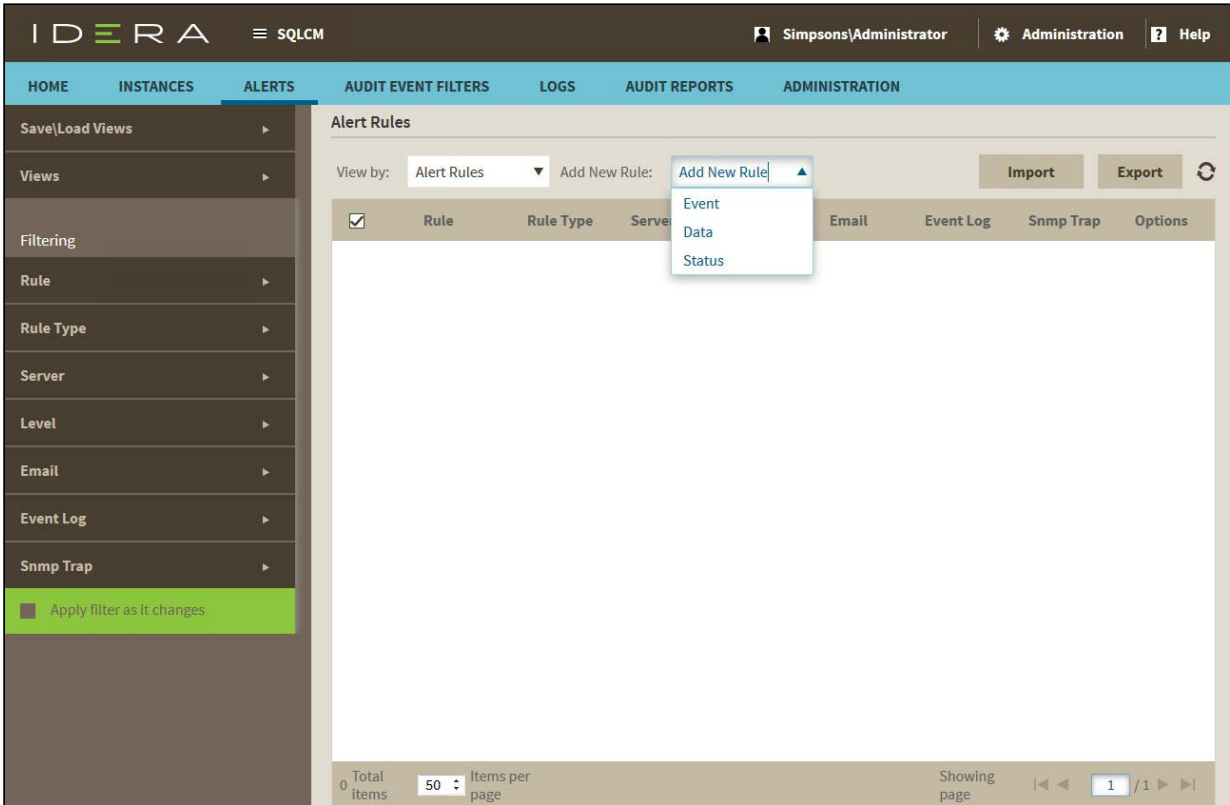 IDERA SQLCM Simpsons\Administrator Administration ? Help
HOME INSTANCES ALERTS AUDIT EVENT FILTERS LOGS AUDIT REPORTS ADMINISTRATION
Save\Load Views
Views
Filtering
Rule
Rule Type
Server
Level
Email
Event Log
Snmp Trap
Apply filter as it changes
Alert Rules
View by: Alert Rules Add New Rule: Add New Rule Import Export
Event
Data
Status
Rule Rule Type Email Event Log Snmp Trap Options
0 Total items 50 Items per page Showing page 1 / 1